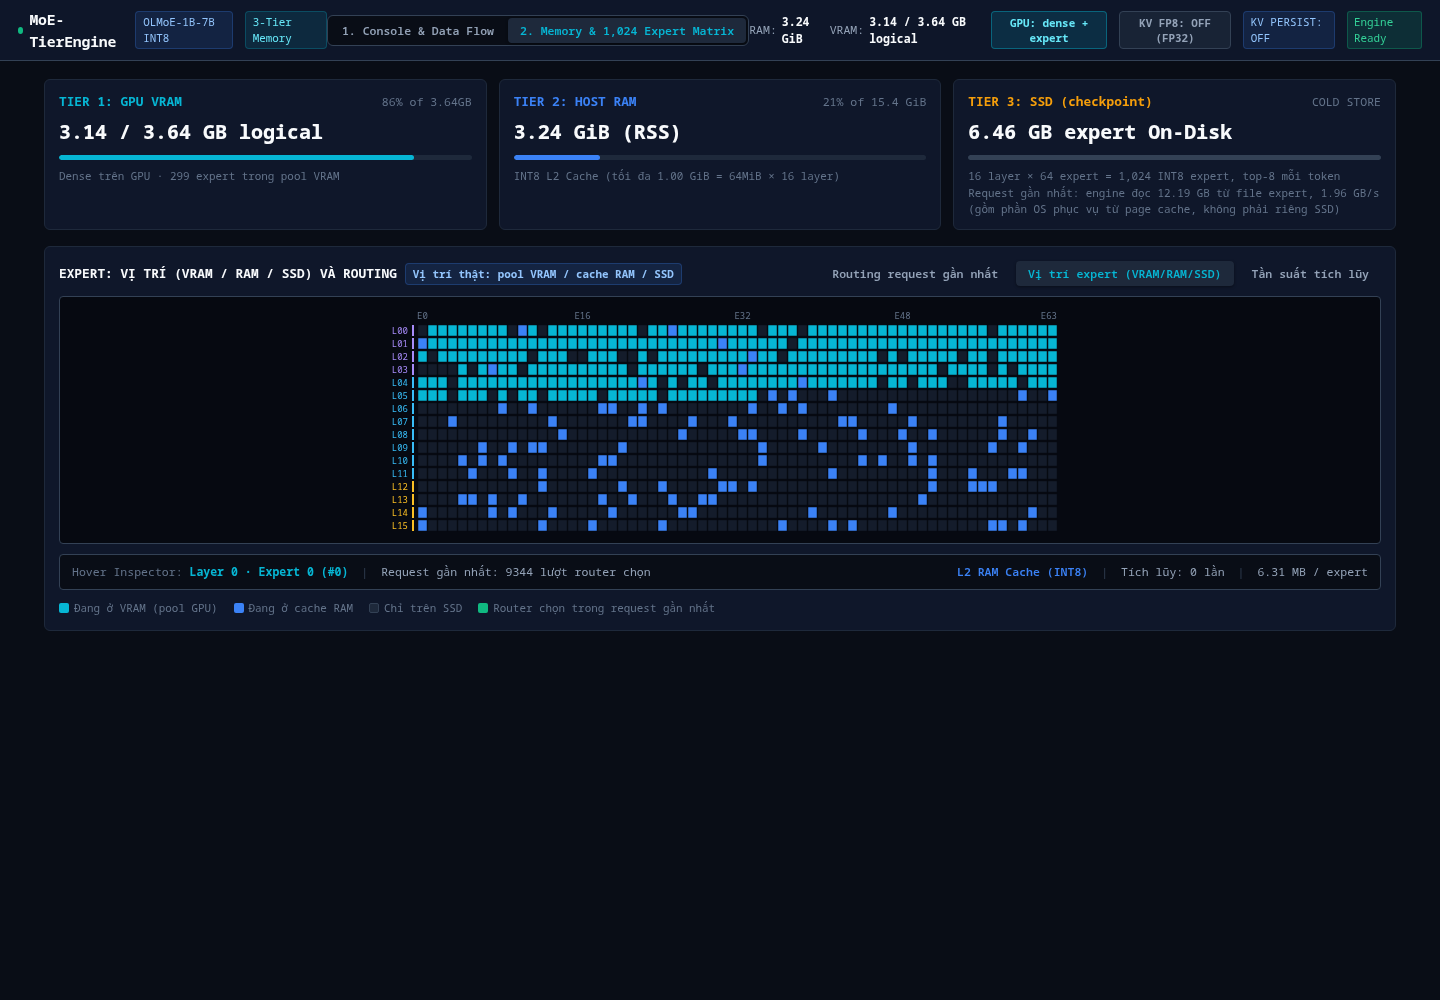 MoE-TierEngine
OLMoE-1B-7B INT8
3-Tier Memory
1. Console & Data Flow
2. Memory & 1,024 Expert Matrix
RAM: 3.24 GiB
VRAM: 3.14 / 3.64 GB logical
GPU: dense + expert
KV FP8: OFF (FP32)
KV PERSIST: OFF
Engine Ready
TIER 1: GPU VRAM
86% of 3.64GB
3.14 / 3.64 GB logical
Dense trên GPU · 299 expert trong pool VRAM
TIER 2: HOST RAM
21% of 15.4 GiB
3.24 GiB (RSS)
INT8 L2 Cache (tối đa 1.00 GiB = 64MiB × 16 layer)
TIER 3: SSD (checkpoint)
COLD STORE
6.46 GB expert On-Disk
16 layer × 64 expert = 1,024 INT8 expert, top-8 mỗi token
Request gần nhất: engine đọc 12.19 GB từ file expert, 1.96 GB/s
(gồm phần OS phục vụ từ page cache, không phải riêng SSD)
EXPERT: VỊ TRÍ (VRAM / RAM / SSD) VÀ ROUTING
Vị trí thật: pool VRAM / cache RAM / SSD
Routing request gần nhất
Vị trí expert (VRAM/RAM/SSD)
Tần suất tích lũy
E0 E16 E32 E48 E63
L00
L01
L02
L03
L04
L05
L06
L07
L08
L09
L10
L11
L12
L13
L14
L15
Hover Inspector: Layer 0 · Expert 0 (#0) | Request gần nhất: 9344 lượt router chọn
L2 RAM Cache (INT8) | Tích lũy: 0 lần | 6.31 MB / expert
Đang ở VRAM (pool GPU)
Đang ở cache RAM
Chỉ trên SSD
Router chọn trong request gần nhất